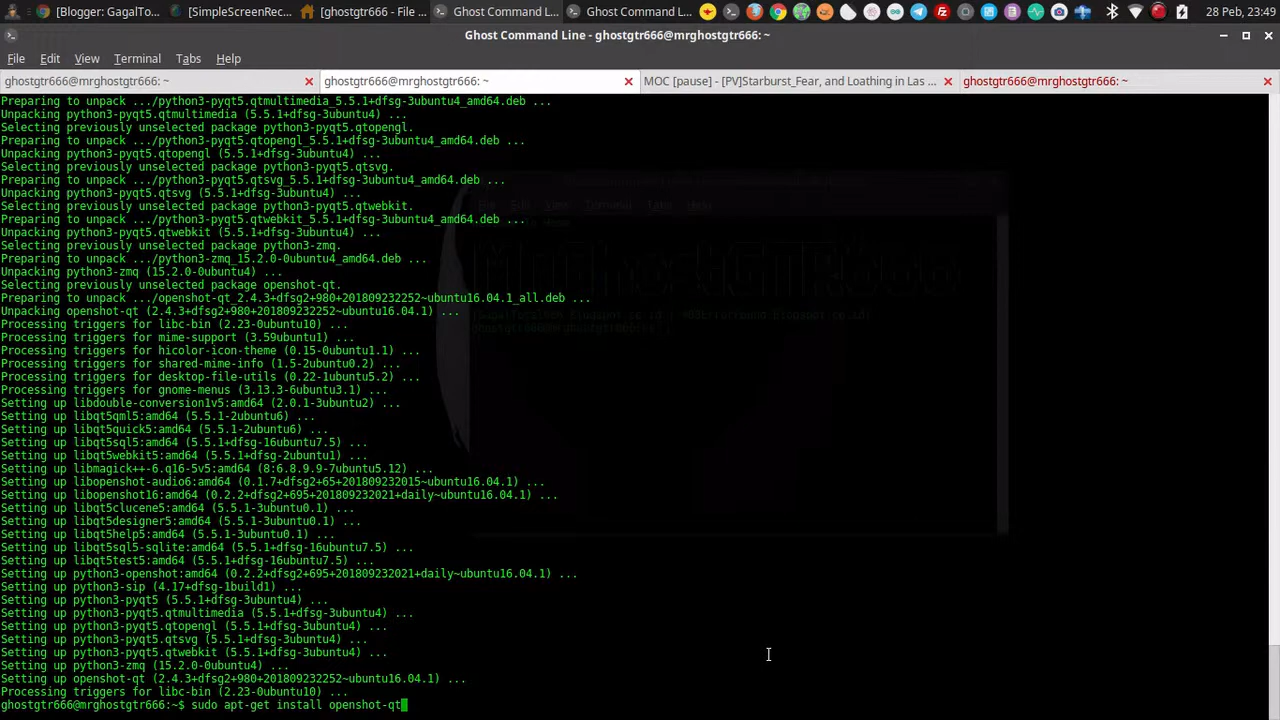 [Blogger: GagalTo...
[SimpleScreenRec...
[ghostgtr666 - File ...
Ghost Command L...
Ghost Command L...
28 Peb, 23:49
Ghost Command Line - ghostgtr666@mrghostgtr666: ~
File Edit View Terminal Tabs Help
ghostgtr666@mrghostgtr666: ~
ghostgtr666@mrghostgtr666: ~
MOC [pause] - [PV]Starburst_Fear, and Loathing in Las ...
ghostgtr666@mrghostgtr666: ~
Preparing to unpack .../python3-pyqt5.qtmultimedia_5.5.1+dfsg-3ubuntu4_amd64.deb ...
Unpacking python3-pyqt5.qtmultimedia (5.5.1+dfsg-3ubuntu4) ...
Selecting previously unselected package python3-pyqt5.qtopengl.
Preparing to unpack .../python3-pyqt5.qtopengl_5.5.1+dfsg-3ubuntu4_amd64.deb ...
Unpacking python3-pyqt5.qtopengl (5.5.1+dfsg-3ubuntu4) ...
Selecting previously unselected package python3-pyqt5.qtsvg.
Preparing to unpack .../python3-pyqt5.qtsvg_5.5.1+dfsg-3ubuntu4_amd64.deb ...
Unpacking python3-pyqt5.qtsvg (5.5.1+dfsg-3ubuntu4) ...
Selecting previously unselected package python3-pyqt5.qtwebkit.
Preparing to unpack .../python3-pyqt5.qtwebkit_5.5.1+dfsg-3ubuntu4_amd64.deb ...
Unpacking python3-pyqt5.qtwebkit (5.5.1+dfsg-3ubuntu4) ...
Selecting previously unselected package python3-zmq.
Preparing to unpack .../python3-zmq_15.2.0-0ubuntu4_amd64.deb ...
Unpacking python3-zmq (15.2.0-0ubuntu4) ...
Selecting previously unselected package openshot-qt.
Preparing to unpack .../openshot-qt_2.4.3+dfsg2+980+201809232252~ubuntu16.04.1_all.deb ...
Unpacking openshot-qt (2.4.3+dfsg2+980+201809232252~ubuntu16.04.1) ...
Processing triggers for libc-bin (2.23-0ubuntu10) ...
Processing triggers for mime-support (3.59ubuntu1) ...
Processing triggers for hicolor-icon-theme (0.15-0ubuntu1.1) ...
Processing triggers for shared-mime-info (1.5-2ubuntu0.2) ...
Processing triggers for desktop-file-utils (0.22-1ubuntu5.2) ...
Processing triggers for gnome-menus (3.13.3-6ubuntu3.1) ...
Setting up libdouble-conversion1v5:amd64 (2.0.1-3ubuntu2) ...
Setting up libqt5qml5:amd64 (5.5.1-2ubuntu6) ...
Setting up libqt5quick5:amd64 (5.5.1-2ubuntu6) ...
Setting up libqt5sql5:amd64 (5.5.1+dfsg-16ubuntu7.5) ...
Setting up libqt5webkit5:amd64 (5.5.1+dfsg-2ubuntu1) ...
Setting up libmagick++-6.q16-5v5:amd64 (8:6.8.9.9-7ubuntu5.12) ...
Setting up libopenshot-audio6:amd64 (0.1.7+dfsg2+65+201809232015~ubuntu16.04.1) ...
Setting up libopenshot16:amd64 (0.2.2+dfsg2+695+201809232021+daily~ubuntu16.04.1) ...
Setting up libqt5clucene5:amd64 (5.5.1-3ubuntu0.1) ...
Setting up libqt5designer5:amd64 (5.5.1-3ubuntu0.1) ...
Setting up libqt5help5:amd64 (5.5.1-3ubuntu0.1) ...
Setting up libqt5sql5-sqlite:amd64 (5.5.1+dfsg-16ubuntu7.5) ...
Setting up libqt5test5:amd64 (5.5.1+dfsg-16ubuntu7.5) ...
Setting up python3-openshot:amd64 (0.2.2+dfsg2+695+201809232021+daily~ubuntu16.04.1) ...
Setting up python3-sip (4.17+dfsg-1build1) ...
Setting up python3-pyqt5 (5.5.1+dfsg-3ubuntu4) ...
Setting up python3-pyqt5.qtmultimedia (5.5.1+dfsg-3ubuntu4) ...
Setting up python3-pyqt5.qtopengl (5.5.1+dfsg-3ubuntu4) ...
Setting up python3-pyqt5.qtsvg (5.5.1+dfsg-3ubuntu4) ...
Setting up python3-pyqt5.qtwebkit (5.5.1+dfsg-3ubuntu4) ...
Setting up python3-zmq (15.2.0-0ubuntu4) ...
Setting up openshot-qt (2.4.3+dfsg2+980+201809232252~ubuntu16.04.1) ...
Processing triggers for libc-bin (2.23-0ubuntu10) ...
ghostgtr666@mrghostgtr666:~$ sudo apt-get install openshot-qt